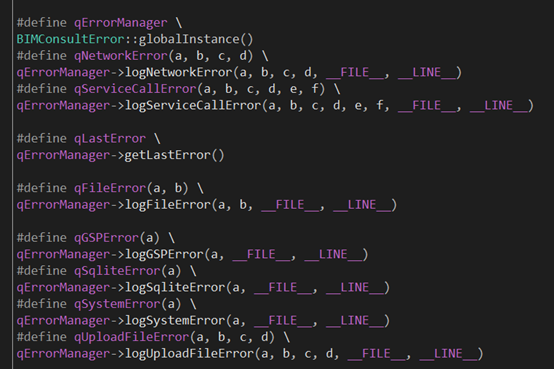 #define qErrorManager \
BIMConsultError::globalInstance()
#define qNetworkError(a, b, c, d) \
qErrorManager->logNetworkError(a, b, c, d, __FILE__, __LINE__)
#define qServiceCallError(a, b, c, d, e, f) \
qErrorManager->logServiceCallError(a, b, c, d, e, f, __FILE__, __LINE__)
#define qLastError \
qErrorManager->getLastError()
#define qFileError(a, b) \
qErrorManager->logFileError(a, b, __FILE__, __LINE__)
#define qGSPError(a) \
qErrorManager->logGSPError(a, __FILE__, __LINE__)
#define qSqliteError(a) \
qErrorManager->logSqliteError(a, __FILE__, __LINE__)
#define qSystemError(a) \
qErrorManager->logSystemError(a, __FILE__, __LINE__)
#define qUploadFileError(a, b, c, d) \
qErrorManager->logUploadFileError(a, b, c, d, __FILE__, __LINE__)